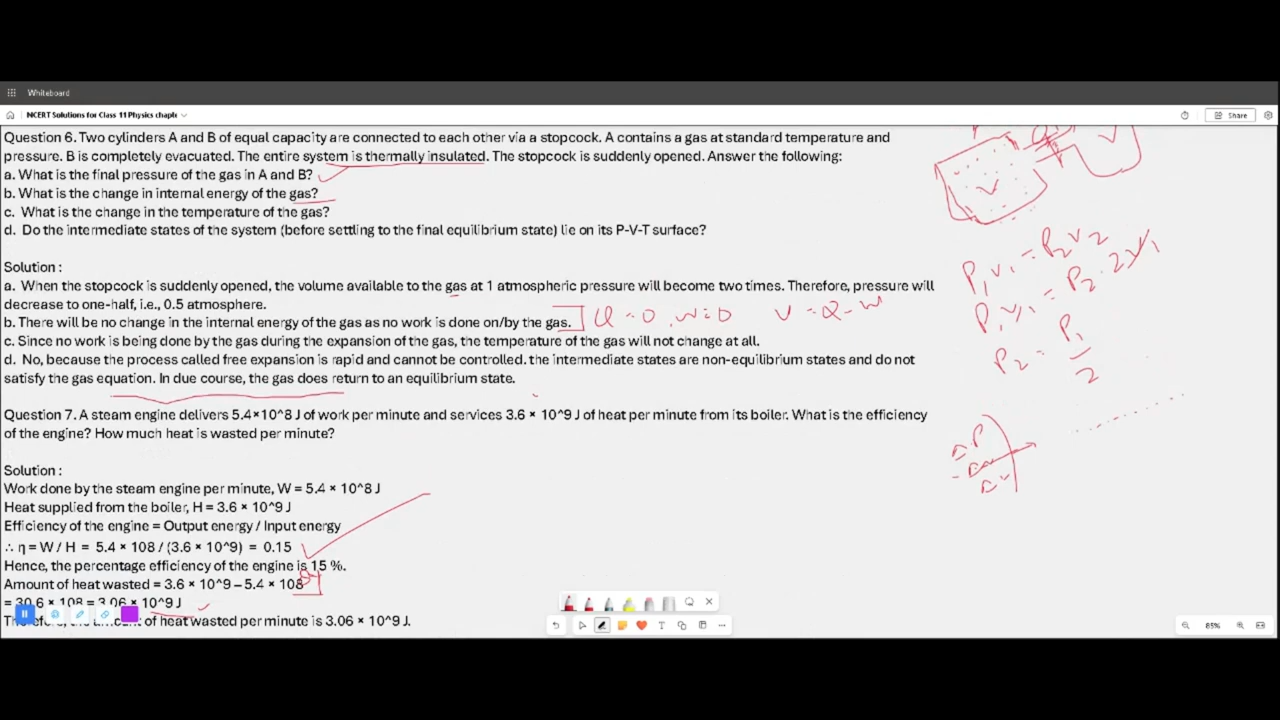 Whiteboard
NCERT Solutions for Class 11 Physics chapte
Share
Question 6. Two cylinders A and B of equal capacity are connected to each other via a stopcock. A contains a gas at standard temperature and
pressure. B is completely evacuated. The entire system is thermally insulated. The stopcock is suddenly opened. Answer the following:
a. What is the final pressure of the gas in A and B?
b. What is the change in internal energy of the gas?
c. What is the change in the temperature of the gas?
d. Do the intermediate states of the system (before settling to the final equilibrium state) lie on its P-V-T surface?
V
V
P₁V₁ = P₂V₂
P₁V₁ = P₂·2V₁
P₂ = P₁/2
Solution :
a. When the stopcock is suddenly opened, the volume available to the gas at 1 atmospheric pressure will become two times. Therefore, pressure will
decrease to one-half, i.e., 0.5 atmosphere.
b. There will be no change in the internal energy of the gas as no work is done on/by the gas. Q = 0, W = 0 V = Q - W
c. Since no work is being done by the gas during the expansion of the gas, the temperature of the gas will not change at all.
d. No, because the process called free expansion is rapid and cannot be controlled. the intermediate states are non-equilibrium states and do not
satisfy the gas equation. In due course, the gas does return to an equilibrium state.
Question 7. A steam engine delivers 5.4×10^8 J of work per minute and services 3.6 × 10^9 J of heat per minute from its boiler. What is the efficiency
of the engine? How much heat is wasted per minute?
Solution :
Work done by the steam engine per minute, W = 5.4 × 10^8 J
Heat supplied from the boiler, H = 3.6 × 10^9 J
Efficiency of the engine = Output energy / Input energy
∴ η = W / H = 5.4 × 108 / (3.6 × 10^9) = 0.15
Hence, the percentage efficiency of the engine is 15 %.
Amount of heat wasted = 3.6 × 10^9 – 5.4 × 108
= 30.6 × 108 = 3.06 × 10^9 J
of heat wasted per minute is 3.06 × 10^9 J.
85%